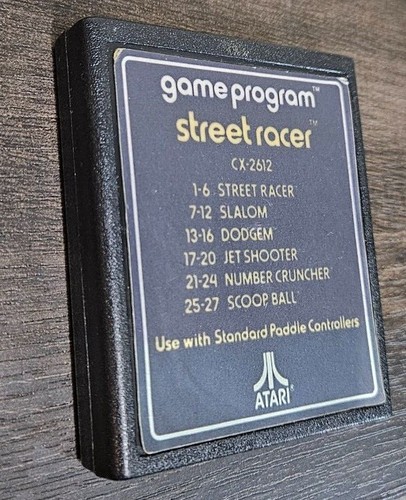 game program™
street racer™
CX-2612
1-6 STREET RACER
7-12 SLALOM
13-16 DODGEM
17-20 JET SHOOTER
21-24 NUMBER CRUNCHER
25-27 SCOOP BALL
Use with Standard Paddle Controllers
ATARI®